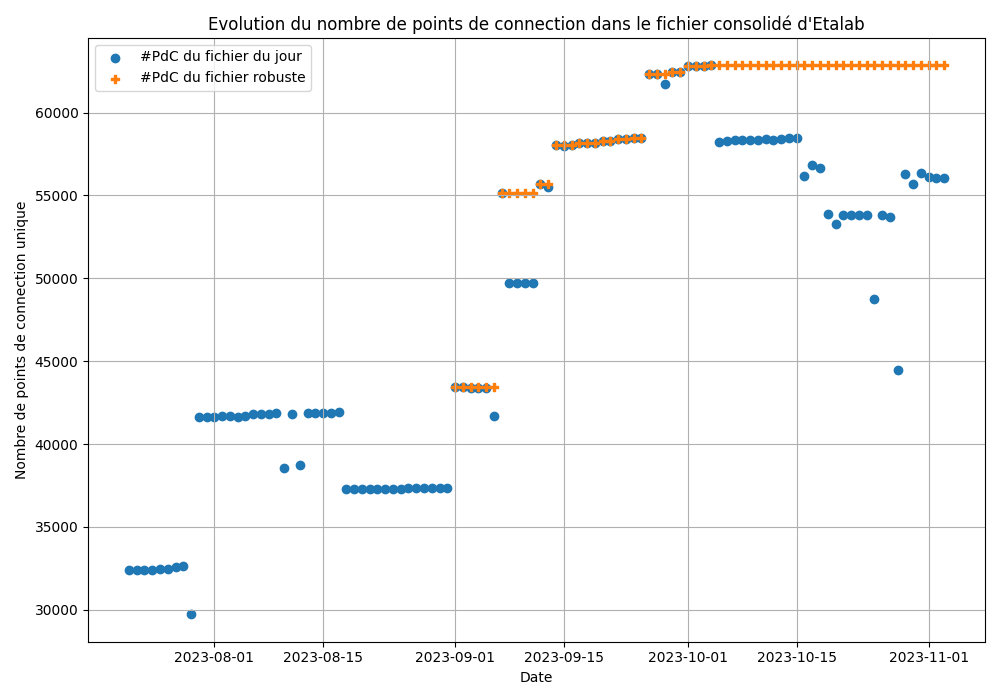 Evolution du nombre de points de connection dans le fichier consolidé d'Etalab
#PdC du fichier du jour
#PdC du fichier robuste
Nombre de points de connection unique
60000
55000
50000
45000
40000
35000
30000
2023-08-01
2023-08-15
2023-09-01
2023-09-15
2023-10-01
2023-10-15
2023-11-01
Date